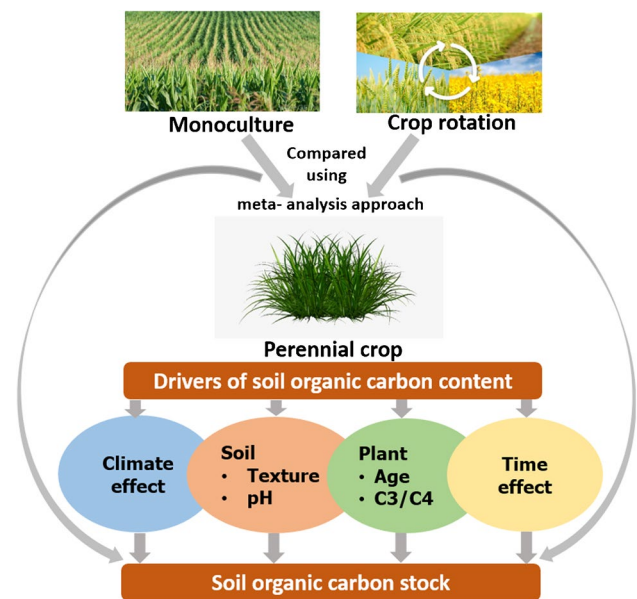 Monoculture
Crop rotation
Compared
using
meta- analysis approach
Perennial crop
Drivers of soil organic carbon content
Climate
effect
Soil
• Texture
• pH
Plant
• Age
• C3/C4
Time
effect
Soil organic carbon stock